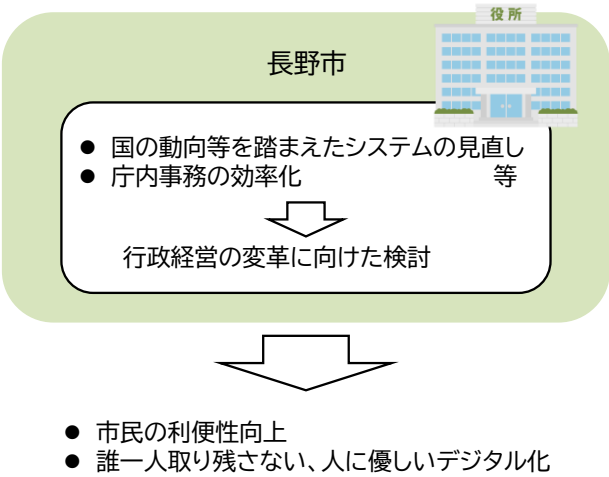 役所
長野市
● 国の動向等を踏まえたシステムの見直し
● 庁内事務の効率化 等
行政経営の変革に向けた検討
● 市民の利便性向上
● 誰一人取り残さない、人に優しいデジタル化